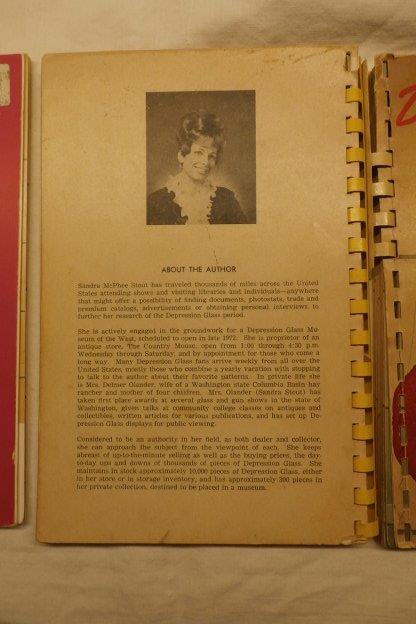 ABOUT THE AUTHOR
Sandra McPhee Stout has traveled thousands of miles across the United
States attending shows and visiting libraries and individuals—anywhere
that might offer a possibility of finding documents, photostats, trade and
premium catalogs, advertisements or obtaining personal interviews to
further her research of the Depression Glass period.
She is actively engaged in the groundwork for a Depression Glass Mu-
seum of the West, scheduled to open in late 1972. She is proprietor of an
antique store, The Country Mouse, open from 1:00 through 4:30 p.m.
Wednesday through Saturday, and by appointment for those who come a
long way. Many Depression Glass fans arrive weekly from all over the
United States, mostly those who combine a yearly vacation with stopping
to talk to the author about their favorite patterns. In private life she
is Mrs. Delmer Olander, wife of a Washington state Columbia Basin hay
rancher and mother of four children. Mrs. Olander (Sandra Stout) has
taken first place awards at several glass and gun shows in the state of
Washington, given talks at community college classes on antiques and
collectibles, written articles for various publications, and has set up De-
pression Glass displays for public viewing.
Considered to be an authority in her field, as both dealer and collector,
she can approach the subject from the viewpoint of each. She keeps
abreast of up-to-the-minute selling as well as the buying prices, the day-
to-day ups and downs of thousands of pieces of Depression Glass. She
maintains in stock approximately 10,000 pieces of Depression Glass, either
in her store or in storage inventory, and has approximately 300 pieces in
her private collection, destined to be placed in a museum.